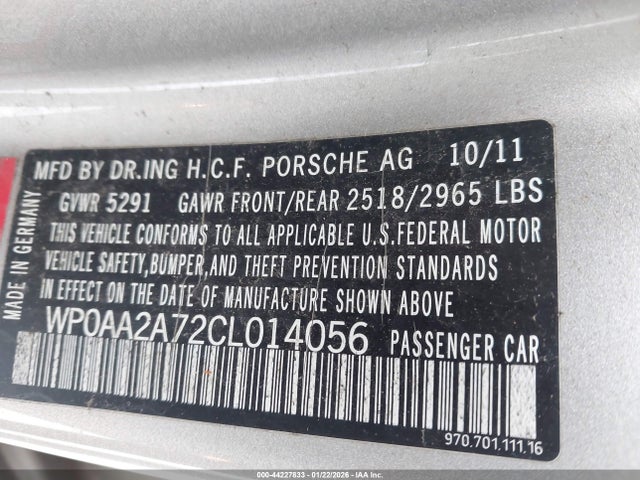 MFD BY DR.ING H.C.F. PORSCHE AG 10/11
GVWR 5291 GAWR FRONT/REAR 2518/2965 LBS
THIS VEHICLE CONFORMS TO ALL APPLICABLE U.S.FEDERAL MOTOR
VEHICLE SAFETY,BUMPER,AND THEFT PREVENTION STANDARDS
IN EFFECT ON THE DATE OF MANUFACTURE SHOWN ABOVE
WP0AA2A72CL014056 PASSENGER CAR
MADE IN GERMANY
970.701.111.16
000-44227833 - 01/22/2026 - IAA Inc.